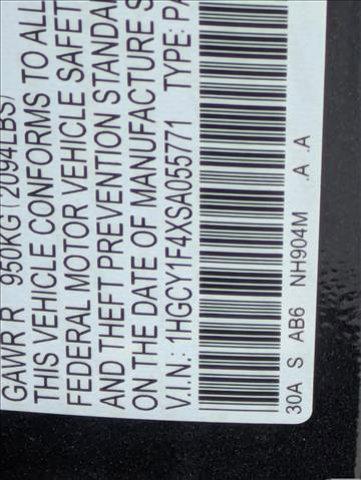 GAWR R 950KG (2094LBS)
THIS VEHICLE CONFORMS TO ALL
FEDERAL MOTOR VEHICLE SAFET
AND THEFT PREVENTION STANDA
ON THE DATE OF MANUFACTURE S
V.I.N.: 1HGCY1F4XSA055771 TYPE: PA
30A S AB6 NH904M .A .A